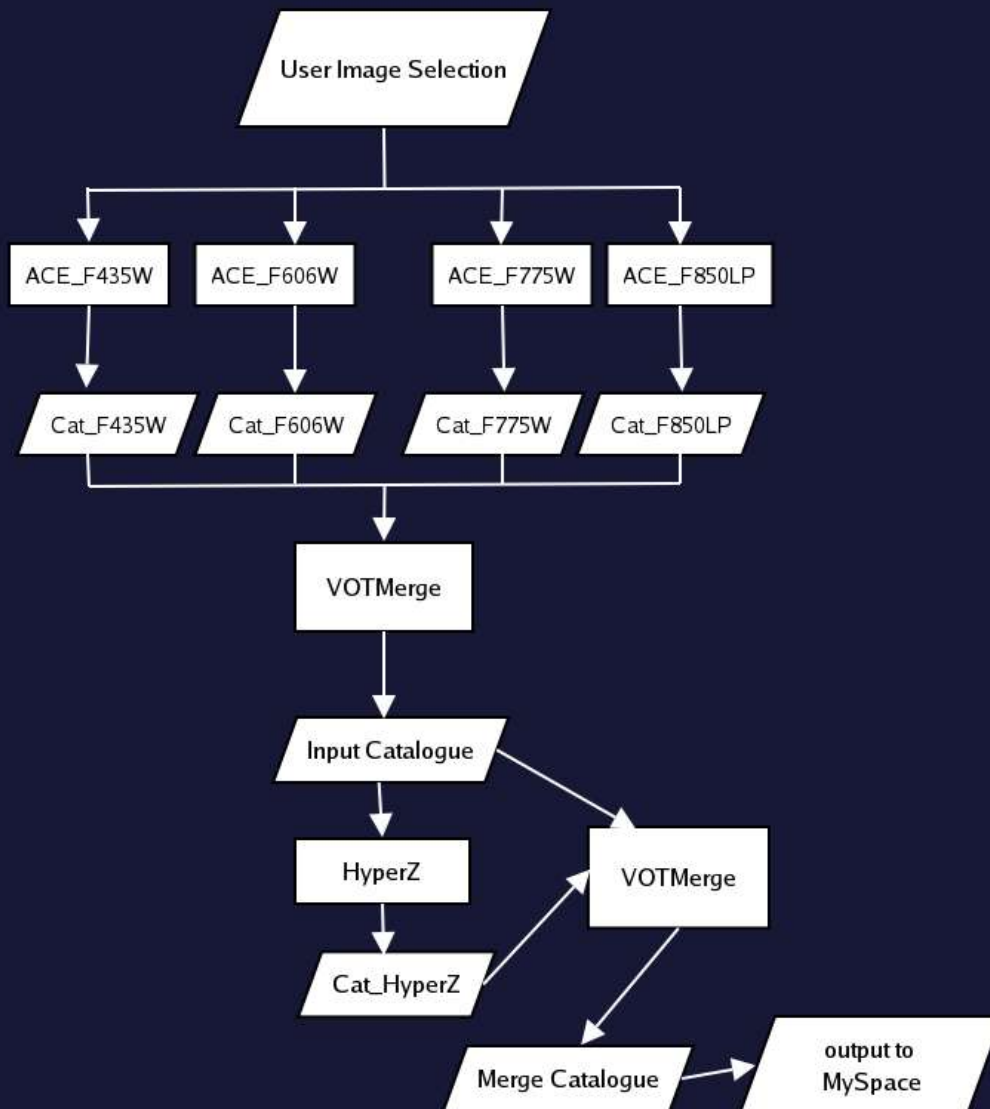 User Image Selection
ACE_F435W
ACE_F606W
ACE_F775W
ACE_F850LP
Cat_F435W
Cat_F606W
Cat_F775W
Cat_F850LP
VOTMerge
Input Catalogue
HyperZ
VOTMerge
Cat_HyperZ
Merge Catalogue
output to
MySpace